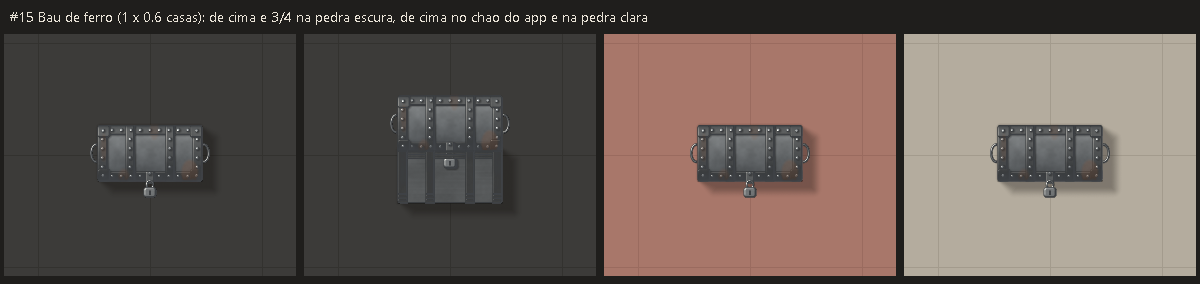 #15 Bau de ferro (1 x 0.6 casas): de cima e 3/4 na pedra escura, de cima no chao do app e na pedra clara